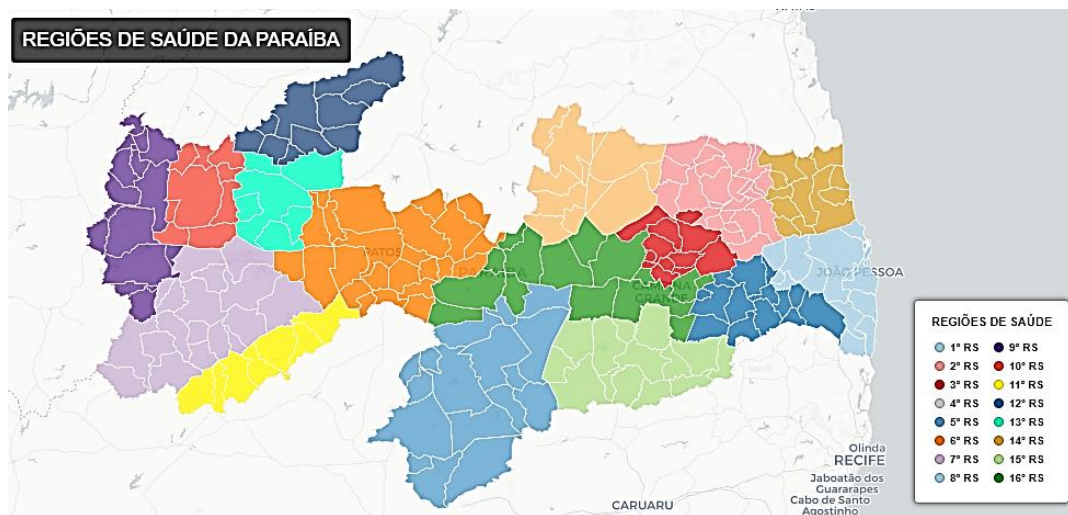 REGIÕES DE SAÚDE DA PARAÍBA
PATOS
PARAÍBA
JOÃO PESSOA
CAMPINA
GRANDE
REGIÕES DE SAÚDE
1º RS
9º RS
2º RS
10º RS
3º RS
11º RS
4º RS
12º RS
5º RS
13º RS
6º RS
14º RS
7º RS
15º RS
8º RS
16º RS
Olinda
RECIFE
Jaboatão dos
Guararapes
Cabo de Santo
Agostinho
CARUARU